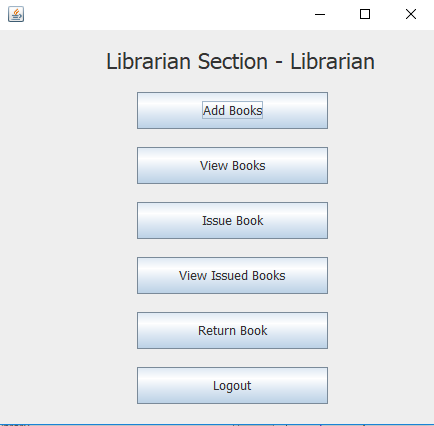 Librarian Section - Librarian
Add Books
View Books
Issue Book
View Issued Books
Return Book
Logout